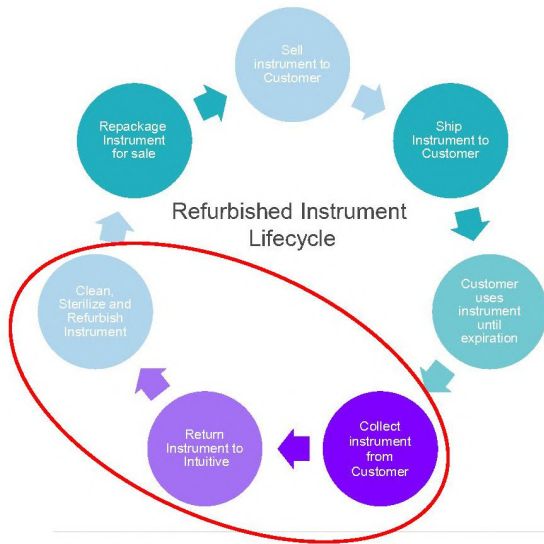 Sell
instrument to
Customer
Ship
Instrument to
Customer
Customer
uses
instrument
until
expiration
Collect
instrument
from
Customer
Return
Instrument to
Intuitive
Clean,
Sterilize and
Refurbish
Instrument
Repackage
Instrument
for sale
Refurbished Instrument
Lifecycle